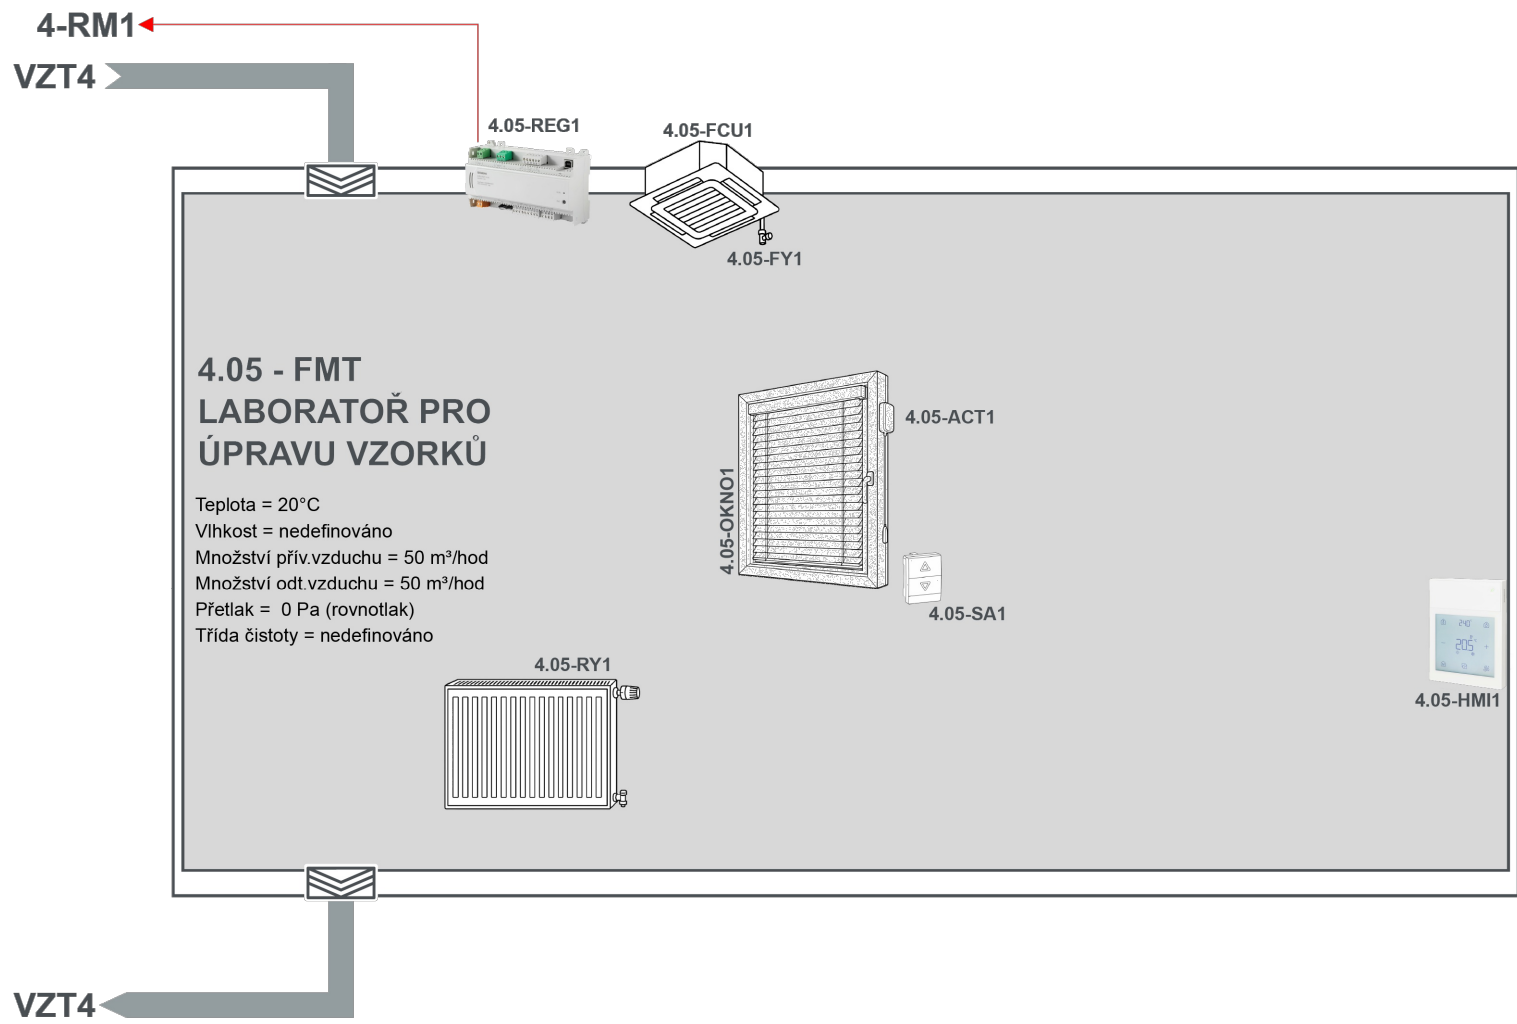 4-RM1
VZT4
4.05-REG1
4.05-FCU1
4.05-FY1
4.05 - FMT
LABORATOŘ PRO
ÚPRAVU VZORKŮ
Teplota = 20°C
Vlhkost = nedefinováno
Množství přív.vzduchu = 50 m³/hod
Množství odt.vzduchu = 50 m³/hod
Přetlak =  0 Pa (rovnotlak)
Třída čistoty = nedefinováno
4.05-OKNO1
4.05-ACT1
4.05-SA1
4.05-RY1
4.05-HMI1
VZT4